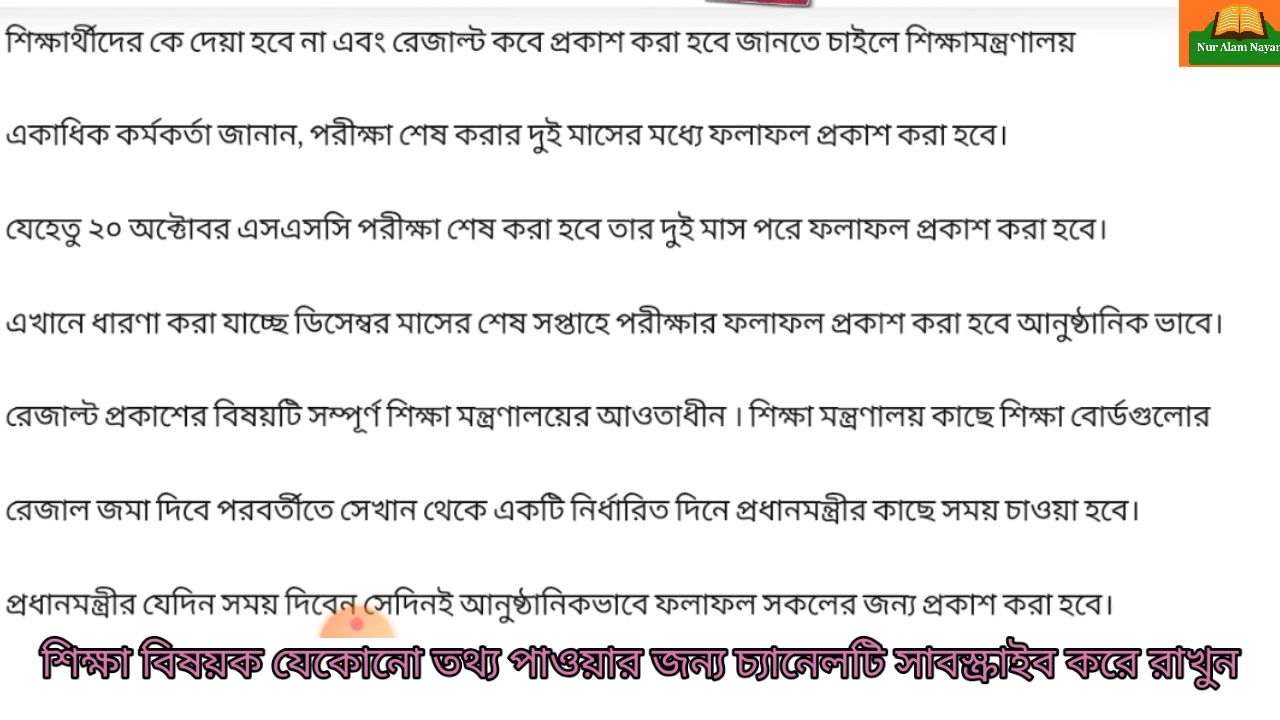 শিক্ষার্থীদের কে দেয়া হবে না এবং রেজাল্ট কবে প্রকাশ করা হবে জানতে চাইলে শিক্ষামন্ত্রণালয়
Nur Alam Nayan
একাধিক কর্মকর্তা জানান, পরীক্ষা শেষ করার দুই মাসের মধ্যে ফলাফল প্রকাশ করা হবে।
যেহেতু ২০ অক্টোবর এসএসসি পরীক্ষা শেষ করা হবে তার দুই মাস পরে ফলাফল প্রকাশ করা হবে।
এখানে ধারণা করা যাচ্ছে ডিসেম্বর মাসের শেষ সপ্তাহে পরীক্ষার ফলাফল প্রকাশ করা হবে আনুষ্ঠানিক ভাবে।
রেজাল্ট প্রকাশের বিষয়টি সম্পূর্ণ শিক্ষা মন্ত্রণালয়ের আওতাধীন । শিক্ষা মন্ত্রণালয় কাছে শিক্ষা বোর্ডগুলোর
রেজাল জমা দিবে পরবর্তীতে সেখান থেকে একটি নির্ধারিত দিনে প্রধানমন্ত্রীর কাছে সময় চাওয়া হবে।
প্রধানমন্ত্রীর যেদিন সময় দিবেন সেদিনই আনুষ্ঠানিকভাবে ফলাফল সকলের জন্য প্রকাশ করা হবে।
শিক্ষা বিষয়ক যেকোনো তথ্য পাওয়ার জন্য চ্যানেলটি সাবস্ক্রাইব করে রাখুন